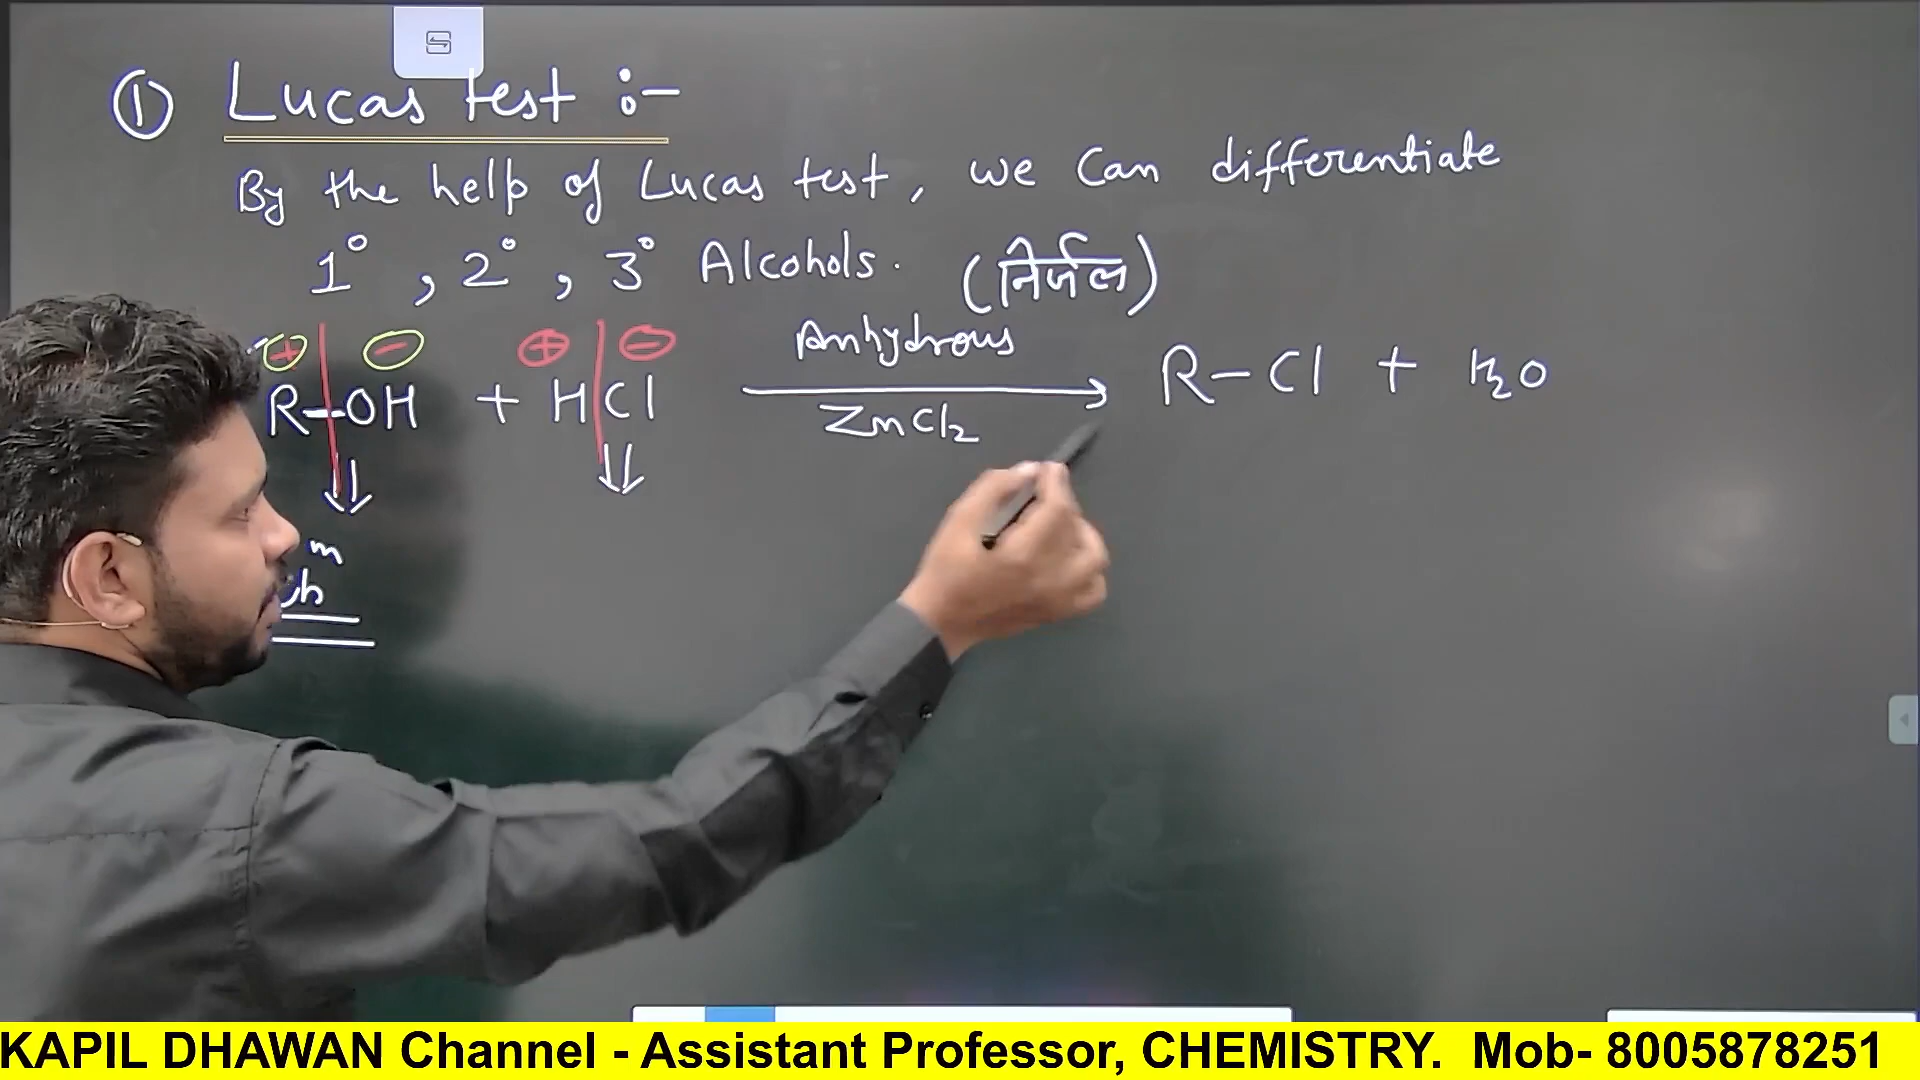 ① Lucas test :-
By the help of Lucas test, we can differentiate
1° , 2° , 3° Alcohols. (निर्जल)
⊕ ⊖ ⊕ ⊖ Anhydrous
R-OH + HCl → R-Cl + H₂O
ZnCl₂
KAPIL DHAWAN Channel - Assistant Professor, CHEMISTRY. Mob- 8005878251